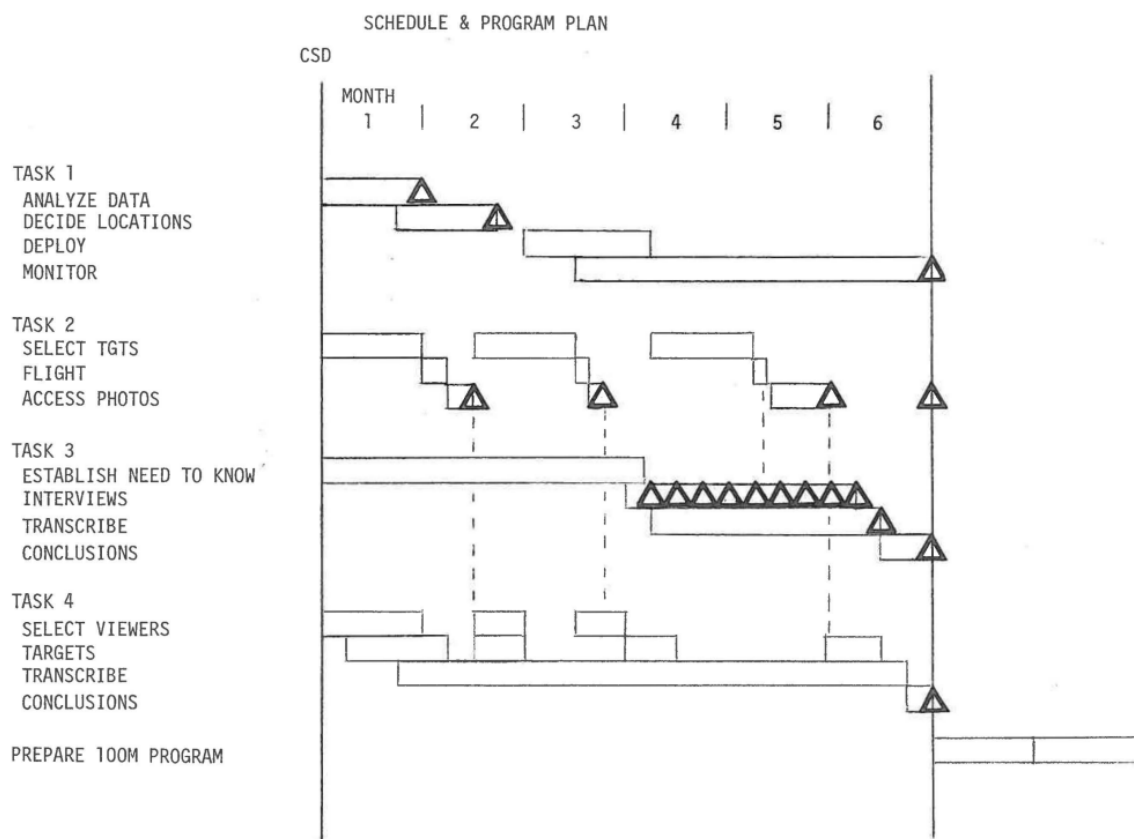 SCHEDULE & PROGRAM PLAN
CSD
MONTH
1 2 3 4 5 6
TASK 1
ANALYZE DATA
DECIDE LOCATIONS
DEPLOY
MONITOR
TASK 2
SELECT TGTS
FLIGHT
ACCESS PHOTOS
TASK 3
ESTABLISH NEED TO KNOW
INTERVIEWS
TRANSCRIBE
CONCLUSIONS
TASK 4
SELECT VIEWERS
TARGETS
TRANSCRIBE
CONCLUSIONS
PREPARE 100M PROGRAM